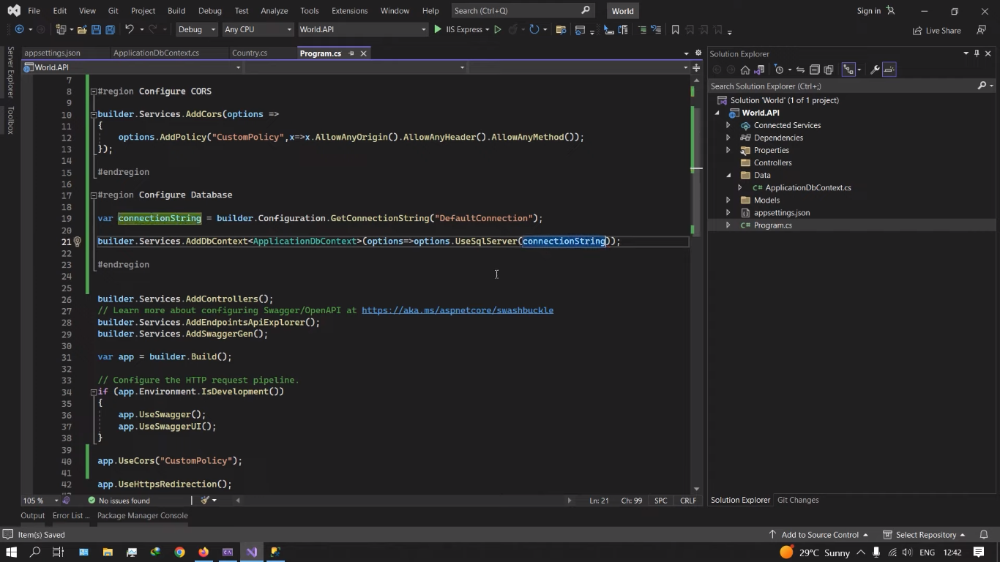 File Edit View Git Project Build Debug Test Analyze Tools Extensions Window Help Search (Ctrl+Q) World Sign in
Debug Any CPU World.API IIS Express Live Share
appsettings.json ApplicationDbContext.cs Country.cs Program.cs
World.API
Server Explorer
Toolbox
7
8 #region Configure CORS
9
10 builder.Services.AddCors(options =>
11 {
12 options.AddPolicy("CustomPolicy",x=>x.AllowAnyOrigin().AllowAnyHeader().AllowAnyMethod());
13 });
14
15 #endregion
16
17 #region Configure Database
18
19 var connectionString = builder.Configuration.GetConnectionString("DefaultConnection");
20
21 builder.Services.AddDbContext<ApplicationDbContext>(options=>options.UseSqlServer(connectionString));
22
23 #endregion
24
25
26 builder.Services.AddControllers();
27 // Learn more about configuring Swagger/OpenAPI at https://aka.ms/aspnetcore/swashbuckle
28 builder.Services.AddEndpointsApiExplorer();
29 builder.Services.AddSwaggerGen();
30
31 var app = builder.Build();
32
33 // Configure the HTTP request pipeline.
34 if (app.Environment.IsDevelopment())
35 {
36 app.UseSwagger();
37 app.UseSwaggerUI();
38 }
39
40 app.UseCors("CustomPolicy");
41
42 app.UseHttpsRedirection();
105 % No issues found Ln: 21 Ch: 99 SPC CRLF
Output Error List ... Package Manager Console
Solution Explorer
Search Solution Explorer (Ctrl+;)
Solution 'World' (1 of 1 project)
World.API
Connected Services
Dependencies
Properties
Controllers
Data
C# ApplicationDbContext.cs
Models
appsettings.json
C# Program.cs
Solution Explorer Git Changes
Item(s) Saved Add to Source Control Select Repository
29°C Sunny ENG 12:42